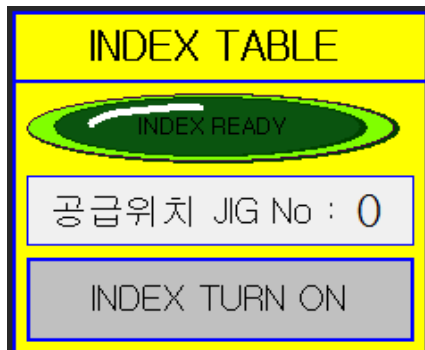 INDEX TABLE
INDEX READY
공급위치 JIG No : 0
INDEX TURN ON